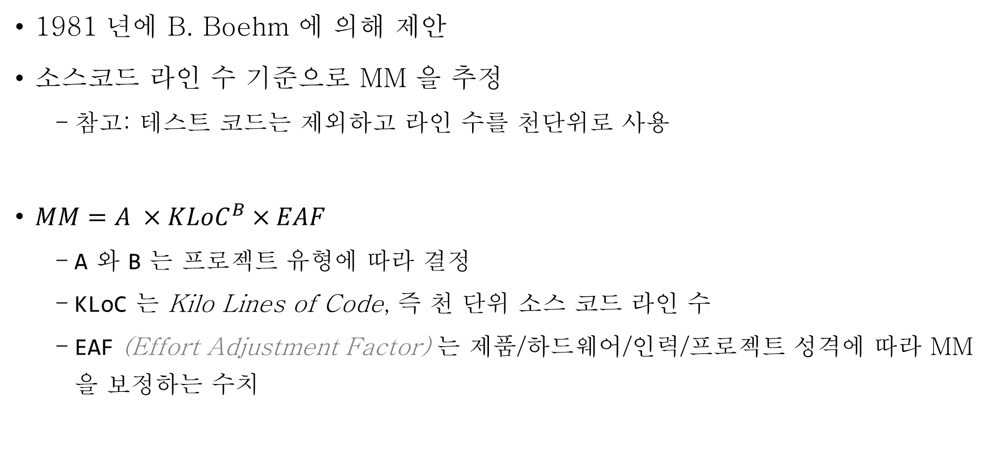 • 1981 년에 B. Boehm 에 의해 제안
• 소스코드 라인 수 기준으로 MM 을 추정
– 참고: 테스트 코드는 제외하고 라인 수를 천단위로 사용
• MM = A × KLoC^B × EAF
– A 와 B 는 프로젝트 유형에 따라 결정
– KLoC 는 Kilo Lines of Code, 즉 천 단위 소스 코드 라인 수
– EAF (Effort Adjustment Factor) 는 제품/하드웨어/인력/프로젝트 성격에 따라 MM
을 보정하는 수치